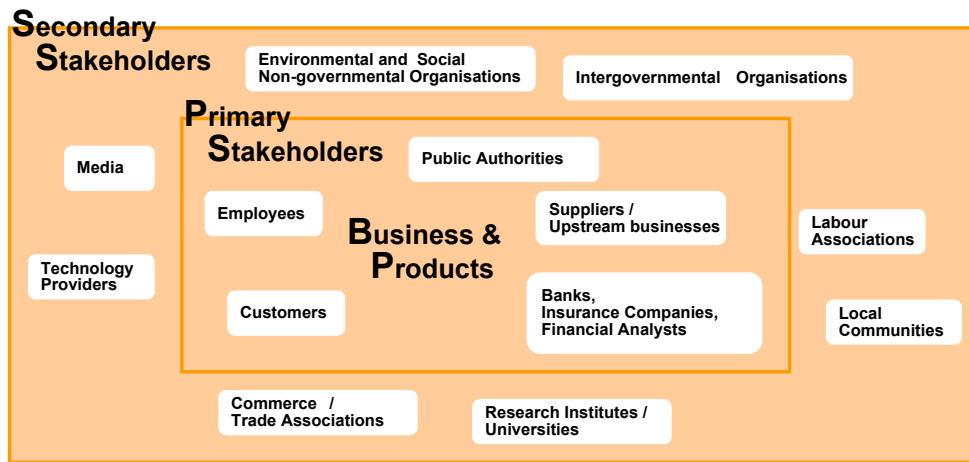 Secondary
Stakeholders
Environmental and Social
Non-governmental Organisations
Intergovernmental Organisations
Primary
Stakeholders
Public Authorities
Media
Employees
Suppliers /
Upstream businesses
Business &
Products
Labour
Associations
Technology
Providers
Customers
Banks,
Insurance Companies,
Financial Analysts
Local
Communities
Commerce /
Trade Associations
Research Institutes /
Universities